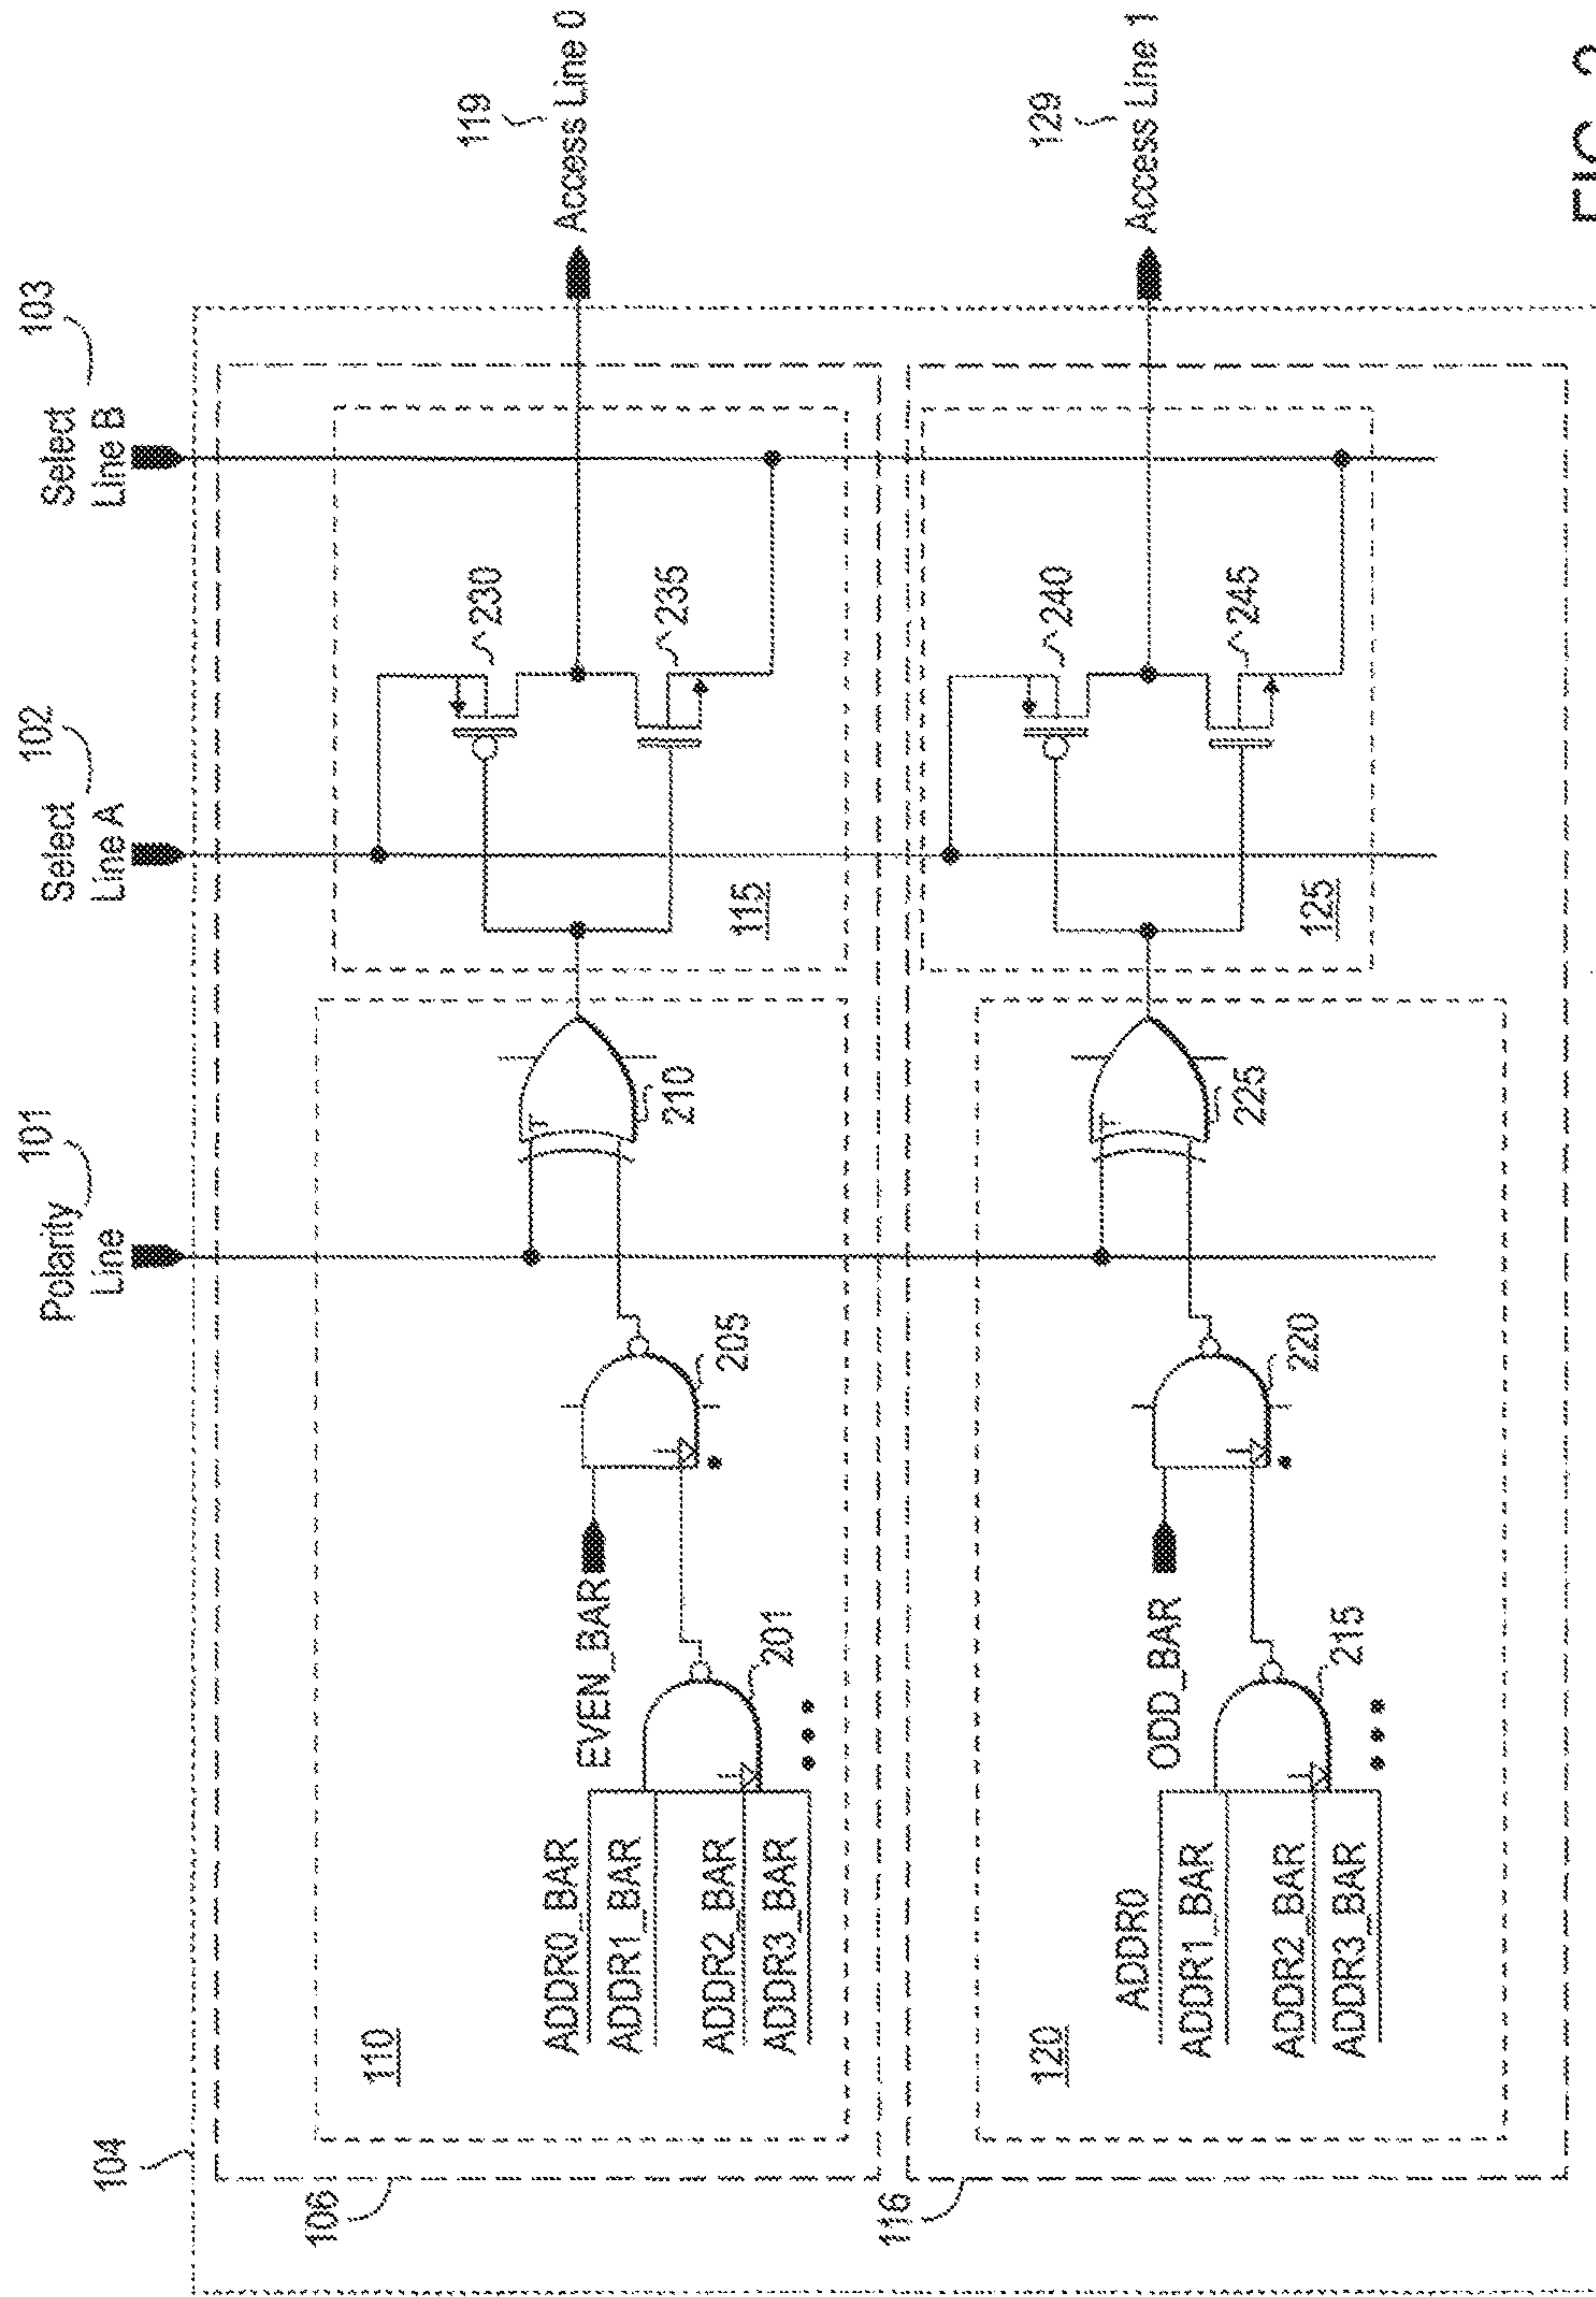 104
106
116
Polarity
Line
101
Select
Line A
102
Select
Line B
103
110
ADDR0_BAR
ADDR1_BAR
ADDR2_BAR
ADDR3_BAR
201
EVEN_BAR
205
210
115
230
235
119
Access Line 0
120
ADDR0
ADDR1_BAR
ADDR2_BAR
ADDR3_BAR
215
ODD_BAR
220
225
125
240
245
129
Access Line 1